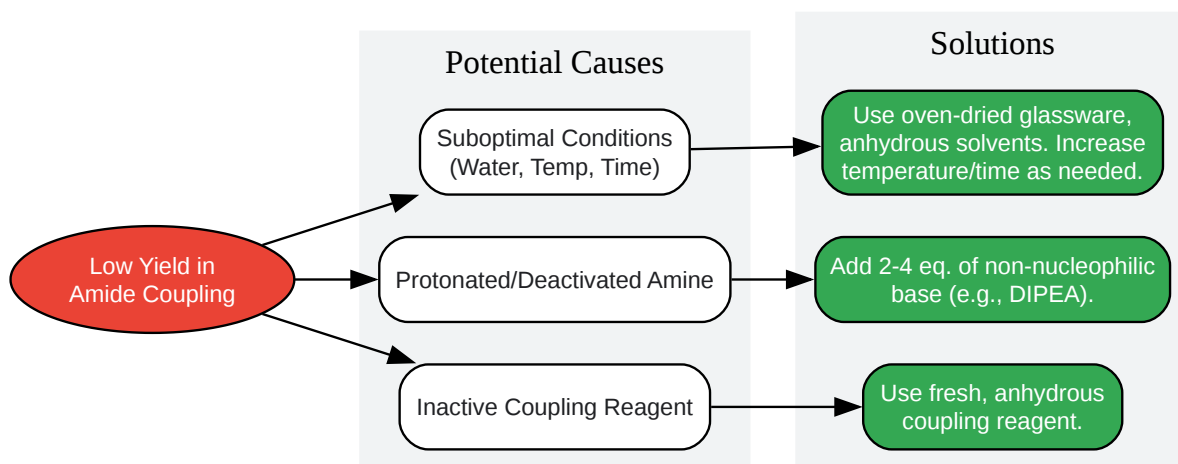 Potential Causes
Solutions
Low Yield in
Amide Coupling
Suboptimal Conditions
(Water, Temp, Time)
Use oven-dried glassware,
anhydrous solvents. Increase
temperature/time as needed.
Protonated/Deactivated Amine
Add 2-4 eq. of non-nucleophilic
base (e.g., DIPEA).
Inactive Coupling Reagent
Use fresh, anhydrous
coupling reagent.